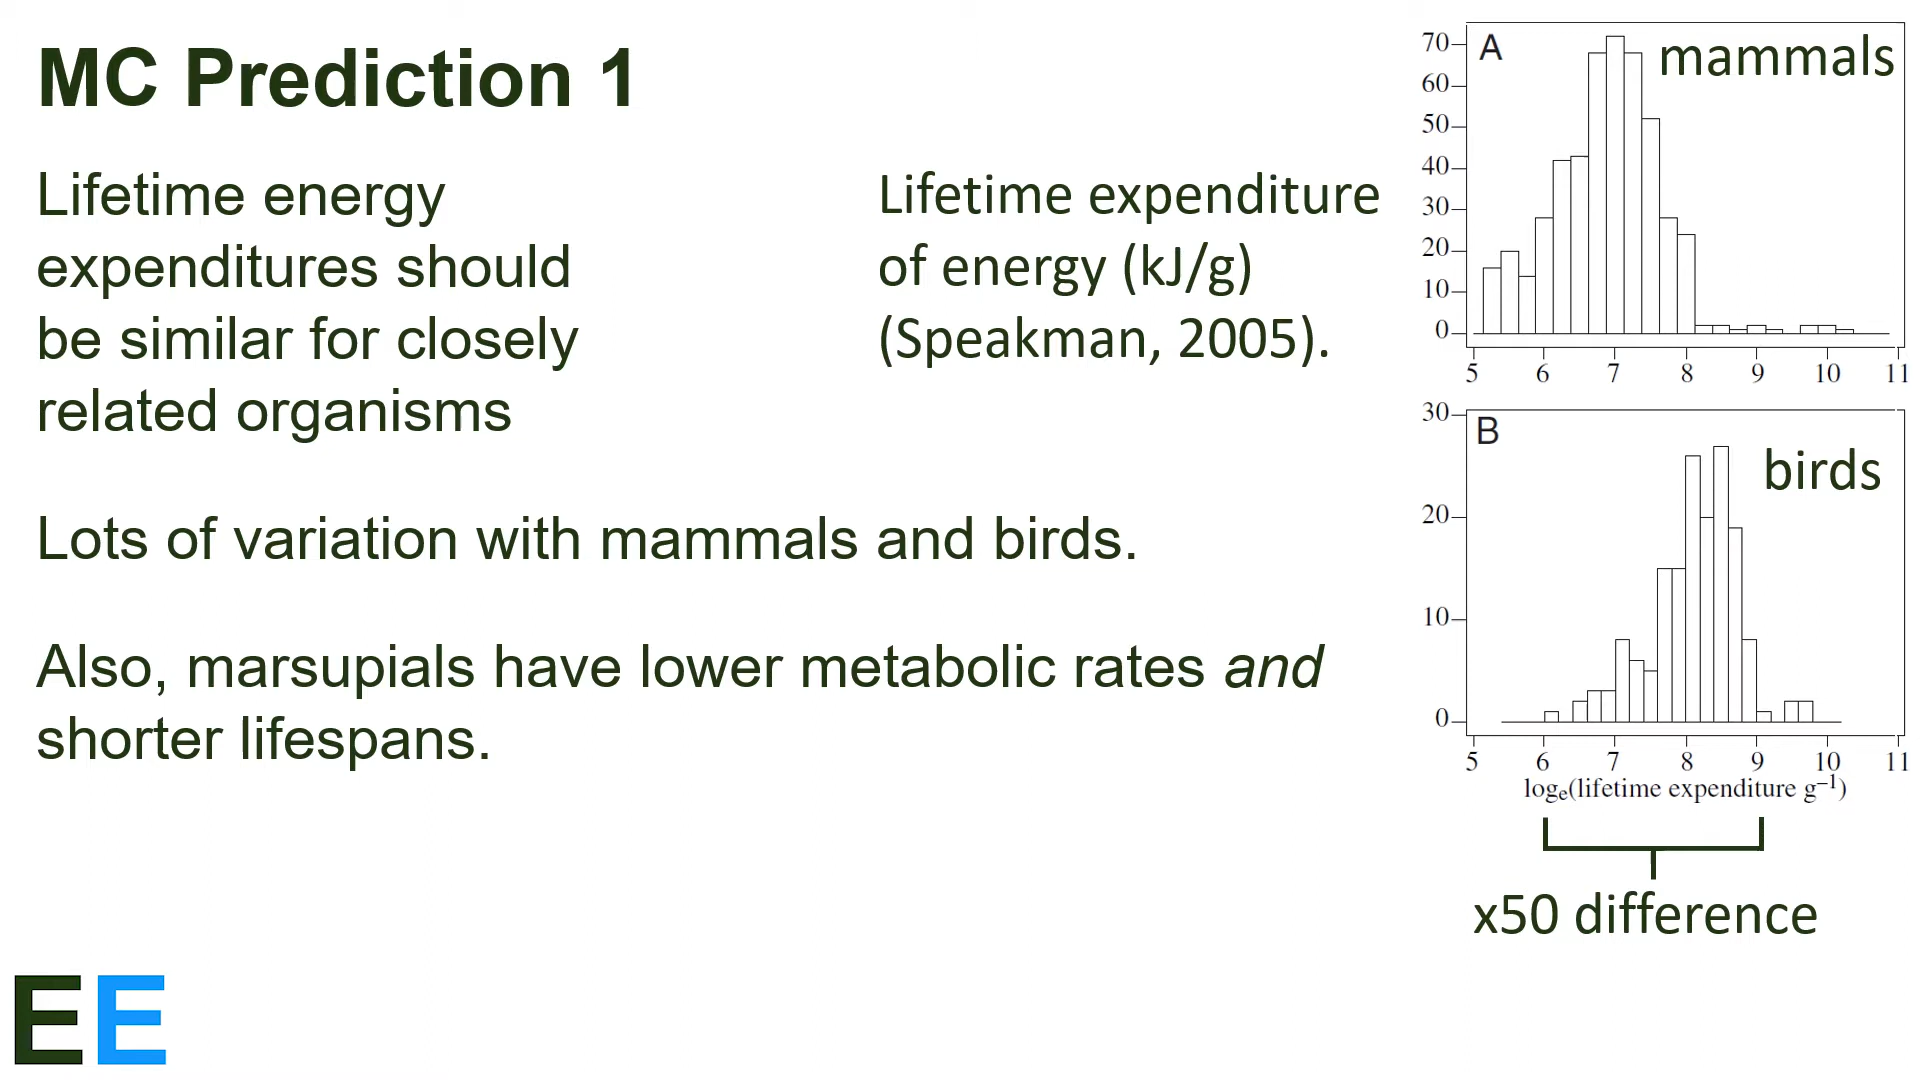 MC Prediction 1
Lifetime energy
expenditures should
be similar for closely
related organisms
Lifetime expenditure
of energy (kJ/g)
(Speakman, 2005).
Lots of variation with mammals and birds.
Also, marsupials have lower metabolic rates and
shorter lifespans.
A
mammals
70
60
50
40
30
20
10
0
5 6 7 8 9 10 11
B
birds
30
20
10
0
5 6 7 8 9 10 11
logₑ(lifetime expenditure g⁻¹)
x50 difference
EE